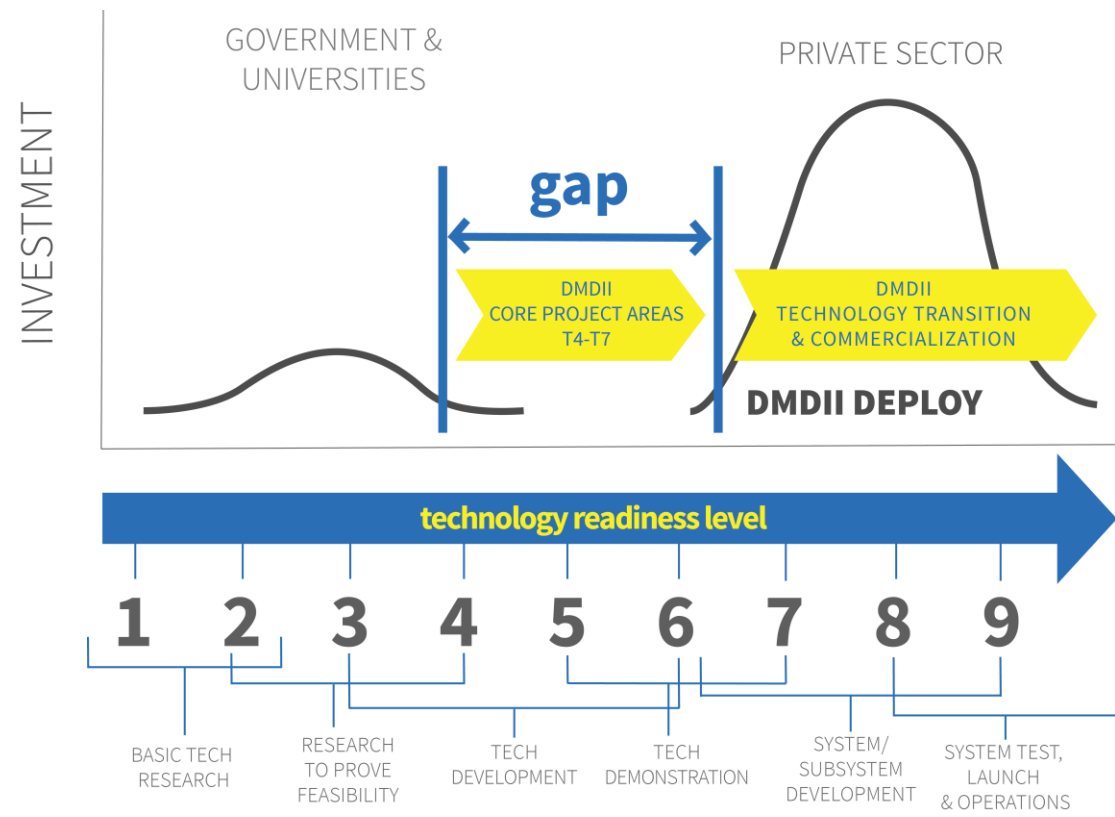 INVESTMENT
GOVERNMENT &
UNIVERSITIES
PRIVATE SECTOR
gap
DMDII
CORE PROJECT AREAS
T4-T7
DMDII
TECHNOLOGY TRANSITION
& COMMERCIALIZATION
DMDII DEPLOY
technology readiness level
1 2 3 4 5 6 7 8 9
BASIC TECH
RESEARCH
RESEARCH
TO PROVE
FEASIBILITY
TECH
DEVELOPMENT
TECH
DEMONSTRATION
SYSTEM/
SUBSYSTEM
DEVELOPMENT
SYSTEM TEST,
LAUNCH
& OPERATIONS